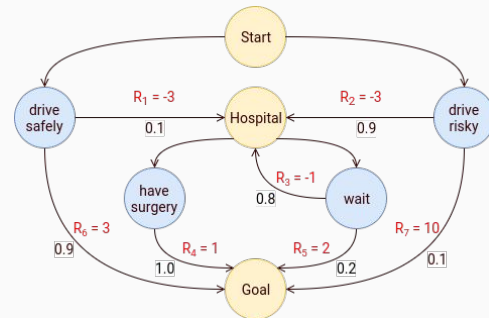 Start
drive
safely
R1 = -3
0.1
Hospital
R2 = -3
0.9
drive
risky
have
surgery
R3 = -1
0.8
wait
R6 = 3
0.9
R4 = 1
1.0
R5 = 2
0.2
R7 = 10
0.1
Goal